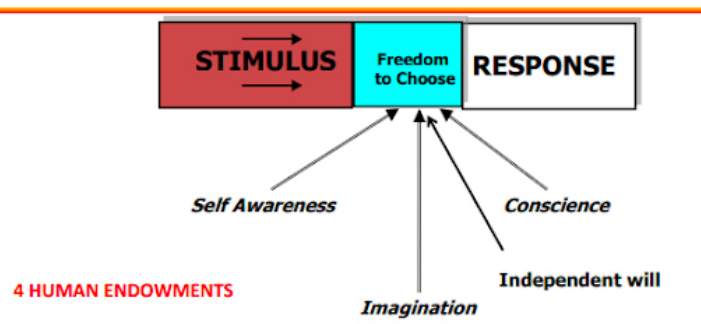 STIMULUS
Freedom
to Choose
RESPONSE
Self Awareness
Conscience
Independent will
4 HUMAN ENDOWMENTS
Imagination